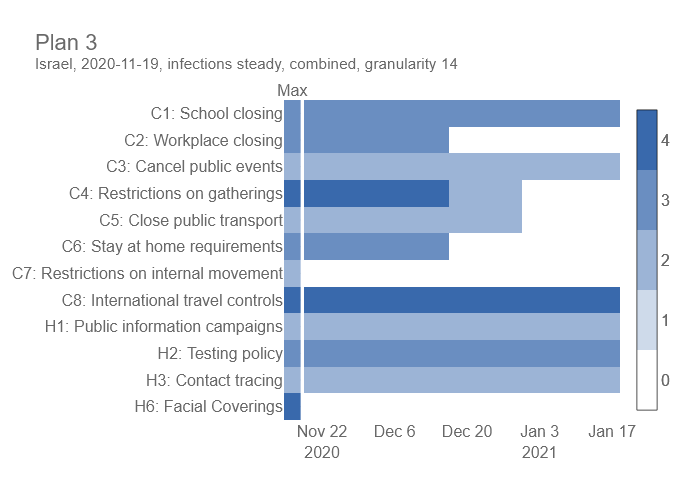 Plan 3
Israel, 2020-11-19, infections steady, combined, granularity 14
Max
C1: School closing
C2: Workplace closing
C3: Cancel public events
C4: Restrictions on gatherings
C5: Close public transport
C6: Stay at home requirements
C7: Restrictions on internal movement
C8: International travel controls
H1: Public information campaigns
H2: Testing policy
H3: Contact tracing
H6: Facial Coverings
4
3
2
1
0
Nov 22 Dec 6 Dec 20 Jan 3 Jan 17
2020 2021